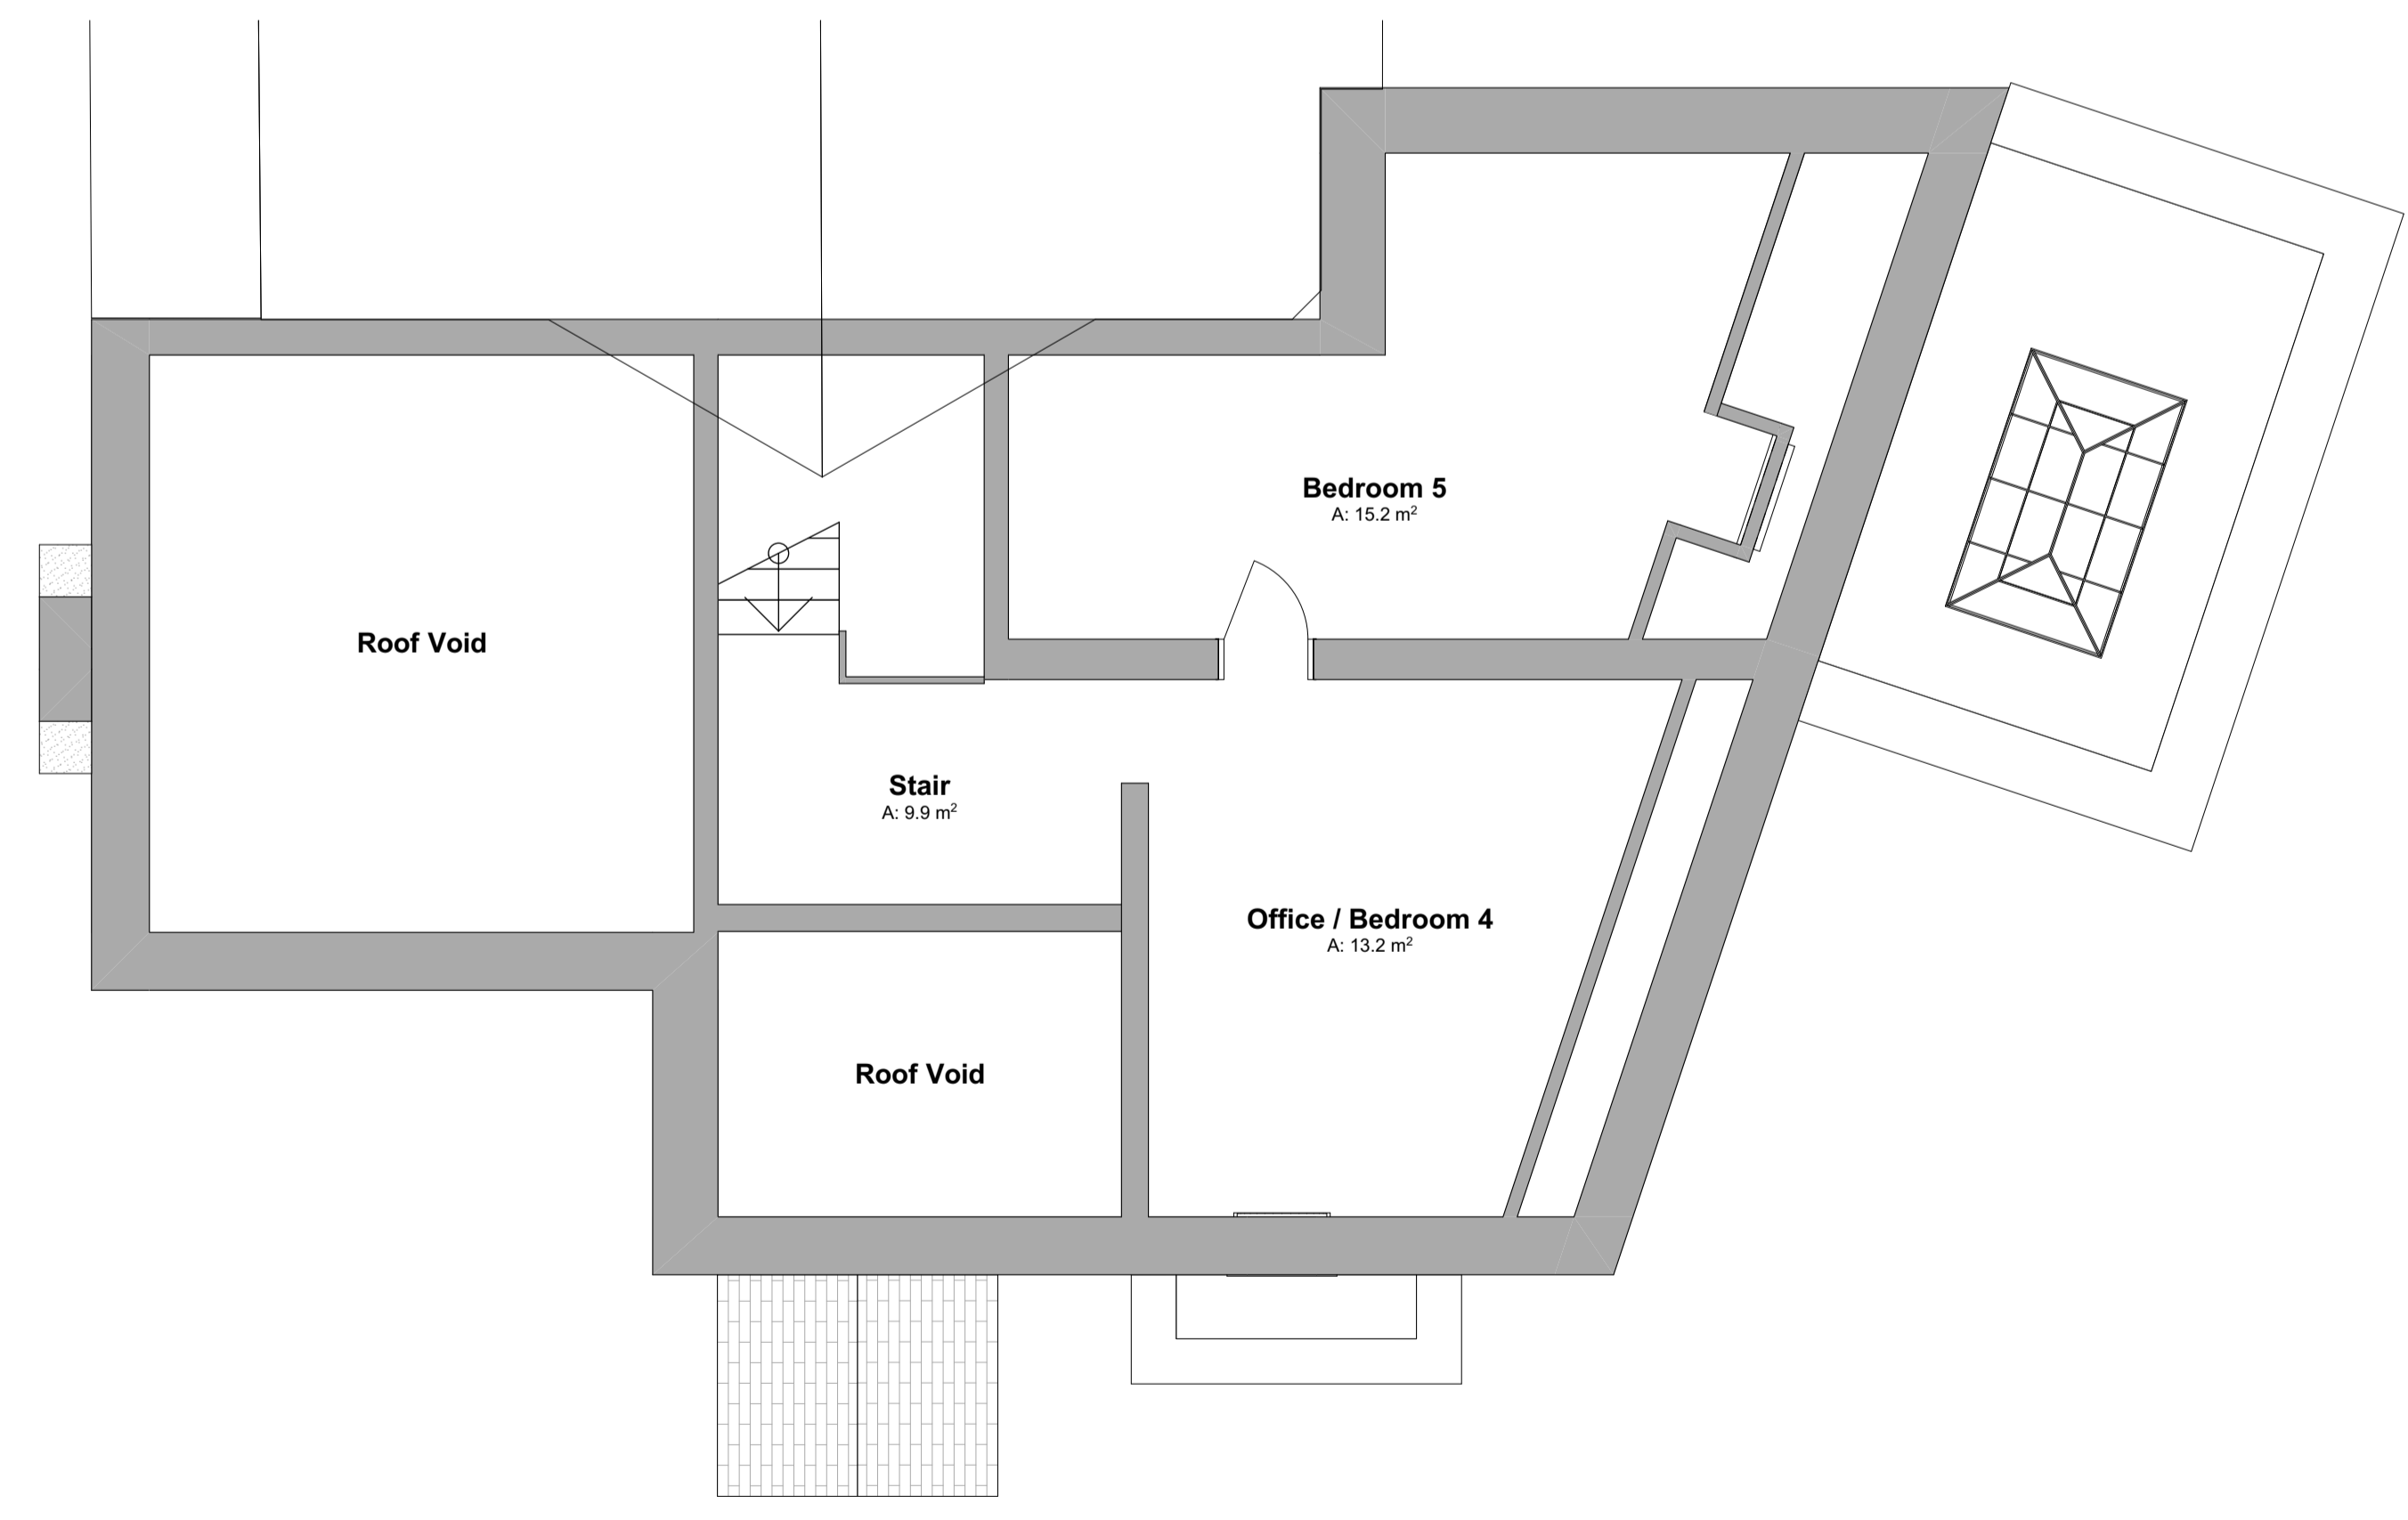 Bedroom 5
A: 15.2 m²
Roof Void
Stair
A: 9.9 m²
Office / Bedroom 4
A: 13.2 m²
Roof Void